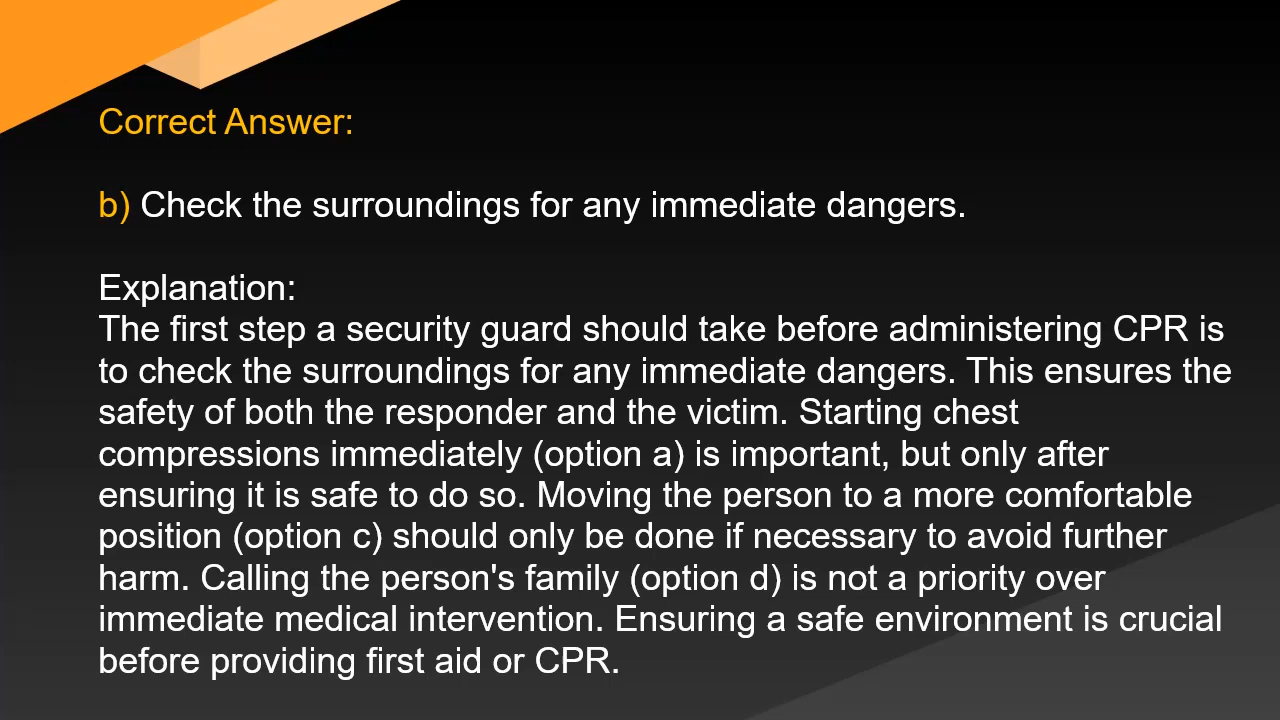 Correct Answer:
b) Check the surroundings for any immediate dangers.
Explanation:
The first step a security guard should take before administering CPR is
to check the surroundings for any immediate dangers. This ensures the
safety of both the responder and the victim. Starting chest
compressions immediately (option a) is important, but only after
ensuring it is safe to do so. Moving the person to a more comfortable
position (option c) should only be done if necessary to avoid further
harm. Calling the person's family (option d) is not a priority over
immediate medical intervention. Ensuring a safe environment is crucial
before providing first aid or CPR.